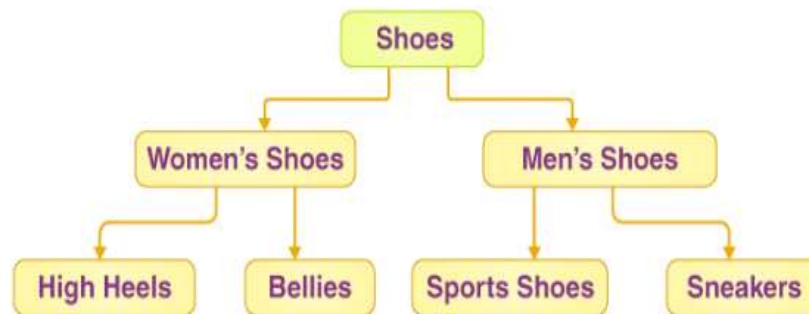 Shoes
Women's Shoes
Men's Shoes
High Heels
Bellies
Sports Shoes
Sneakers